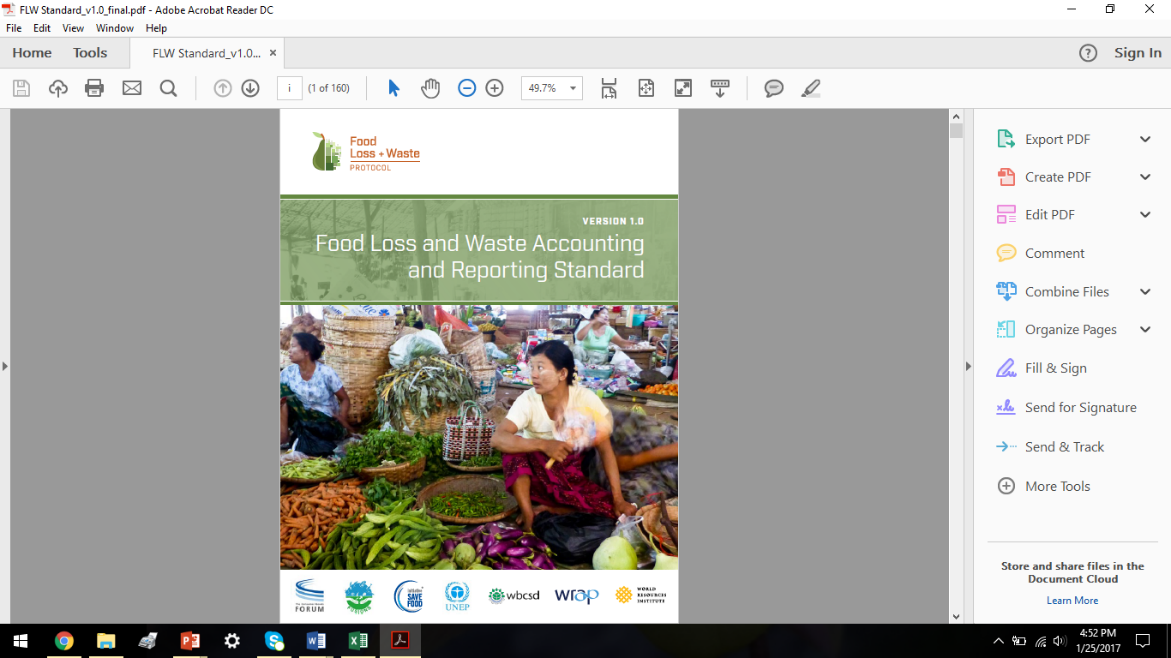 FLW Standard_v1.0_final.pdf - Adobe Acrobat Reader DC
File Edit View Window Help
Home Tools FLW Standard_v1.0... ×
Sign In
i (1 of 160) 49.7%
Food
Loss + Waste
PROTOCOL
VERSION 1.0
Food Loss and Waste Accounting
and Reporting Standard
FORUM
SAVE FOOD
UNEP
wbcsd
wrap
WORLD
RESOURCES
INSTITUTE
Export PDF
Create PDF
Edit PDF
Comment
Combine Files
Organize Pages
Fill & Sign
Send for Signature
Send & Track
More Tools
Store and share files in the
Document Cloud
Learn More
4:52 PM
1/25/2017